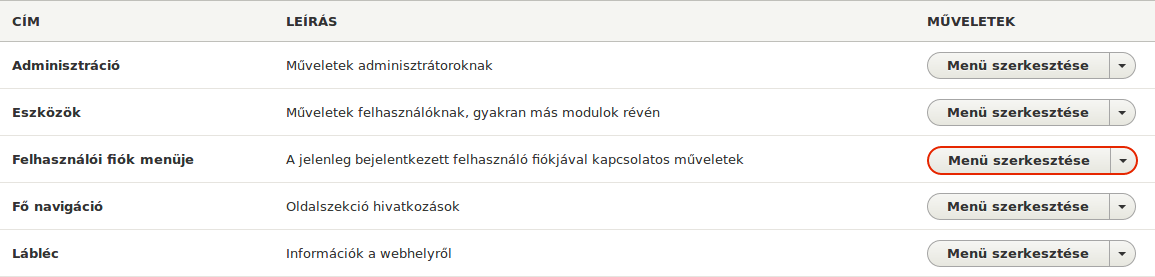 CÍM LEÍRÁS MŰVELETEK
Adminisztráció Műveletek adminisztrátoroknak Menü szerkesztése
Eszközök Műveletek felhasználóknak, gyakran más modulok révén Menü szerkesztése
Felhasználói fiók menüje A jelenleg bejelentkezett felhasználó fiókjával kapcsolatos műveletek Menü szerkesztése
Fő navigáció Oldalszekció hivatkozások Menü szerkesztése
Lábléc Információk a webhelyről Menü szerkesztése